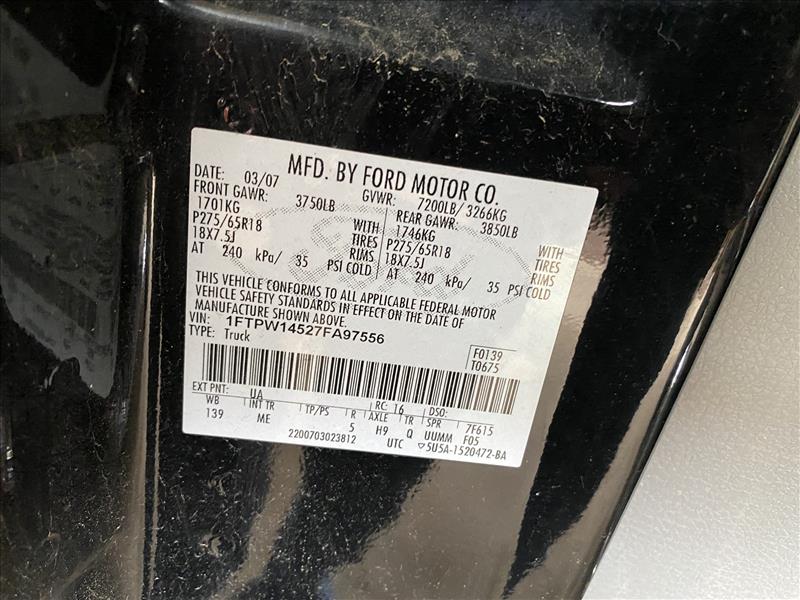 MFD. BY FORD MOTOR CO.
DATE: 03/07 GVWR: 7200LB/ 3266KG
FRONT GAWR: 3750LB REAR GAWR: 3850LB
1701KG WITH 1746KG WITH
P275/65R18 TIRES P275/65R18 TIRES
18X7.5J RIMS 18X7.5J RIMS
AT 240 kPa/ 35 PSI COLD AT 240 kPa/ 35 PSI COLD
THIS VEHICLE CONFORMS TO ALL APPLICABLE FEDERAL MOTOR
VEHICLE SAFETY STANDARDS IN EFFECT ON THE DATE OF
MANUFACTURE SHOWN ABOVE.
VIN: 1FTPW14527FA97556
TYPE: Truck
F0139
T0675
EXT PNT: UA RC: 16 DSO:
WB INT TR TP/PS R AXLE TR SPR 7F615
139 ME 5 H9 Q UUMM F05
2200703023812 UTC ▽5U5A-1520472-BA